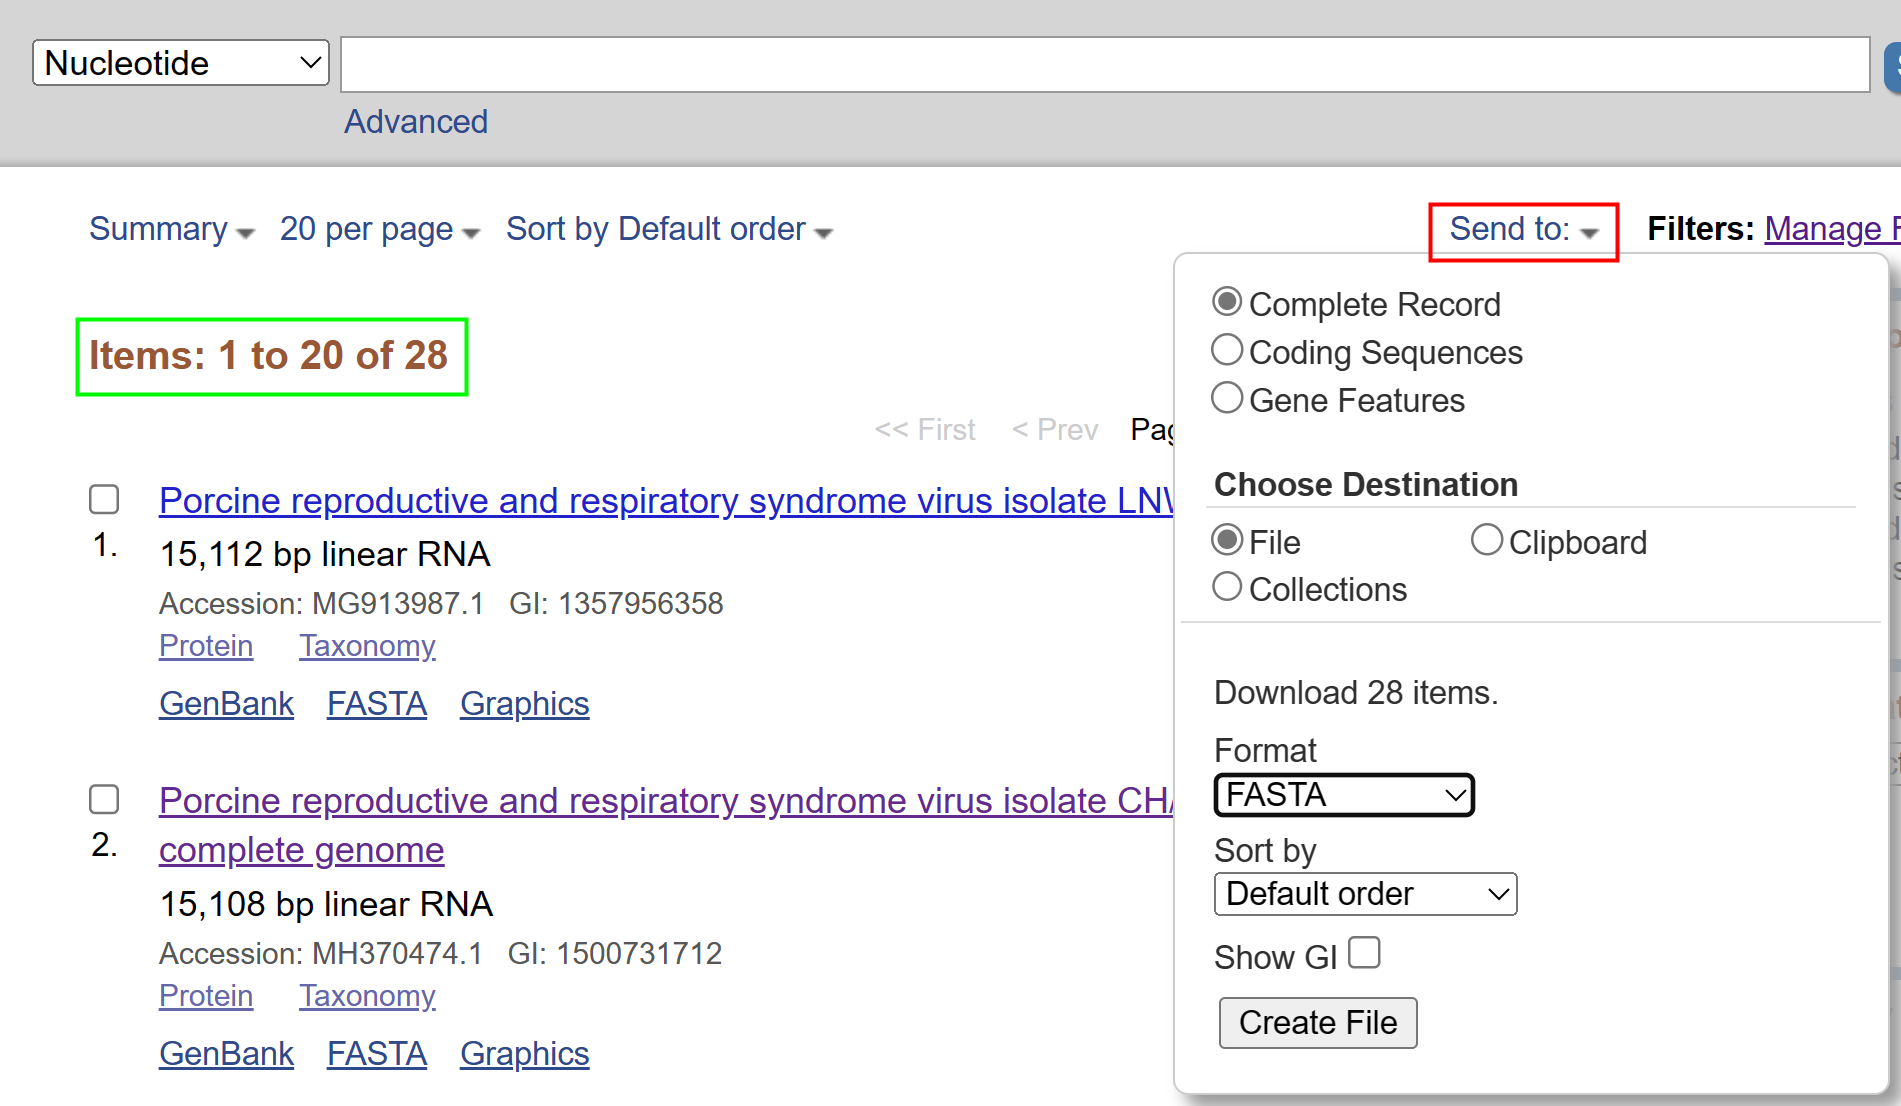 Nucleotide
Advanced
Summary 20 per page Sort by Default order Send to: Filters: Manage
Complete Record
Coding Sequences
Gene Features
Items: 1 to 20 of 28
<< First < Prev
Choose Destination
File Clipboard
Collections
Porcine reproductive and respiratory syndrome virus isolate
1.
15,112 bp linear RNA
Accession: MG913987.1 GI: 1357956358
Protein Taxonomy
GenBank FASTA Graphics
Download 28 items.
Format
FASTA
Sort by
Default order
Show GI
Create File
Porcine reproductive and respiratory syndrome virus isolate
complete genome
2.
15,108 bp linear RNA
Accession: MH370474.1 GI: 1500731712
Protein Taxonomy
GenBank FASTA Graphics